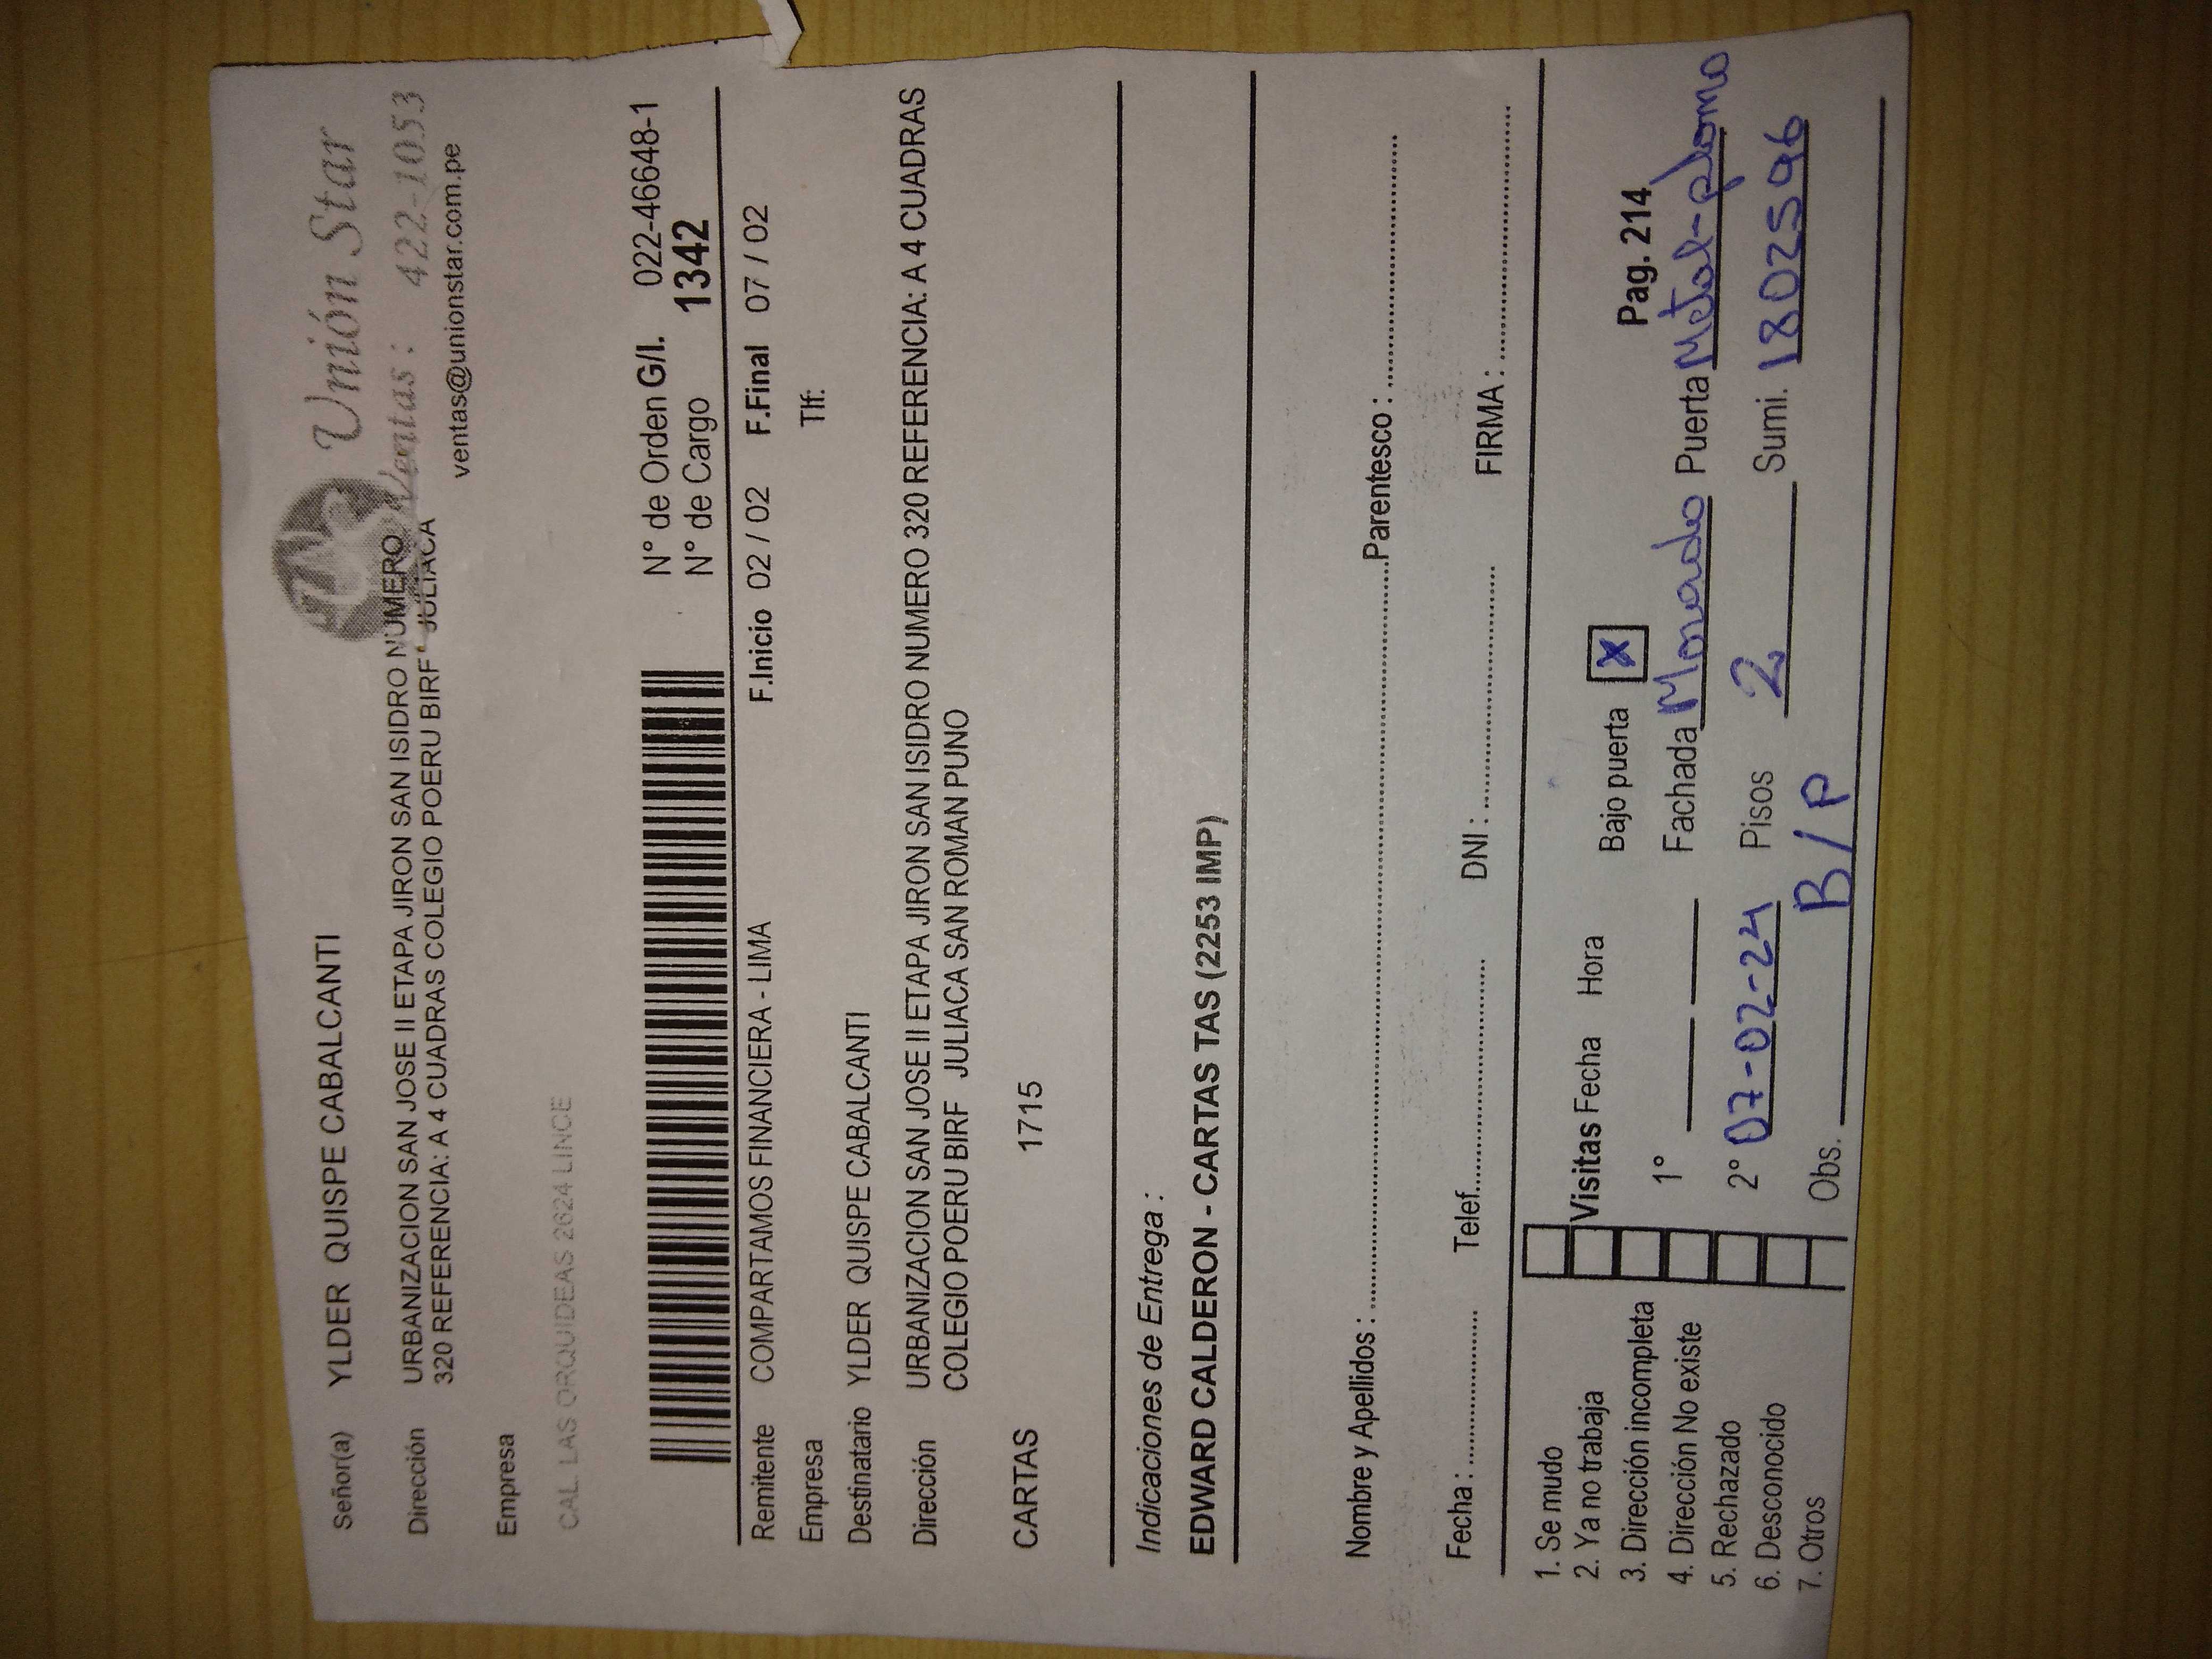 Unión Star
Ventas : 422-1053
ventas@unionstar.com.pe
Señor(a) YLDER QUISPE CABALCANTI
Dirección URBANIZACION SAN JOSE II ETAPA JIRON SAN ISIDRO NUMERO
320 REFERENCIA: A 4 CUADRAS COLEGIO POERU BIRF JULIACA
Empresa
CAL. LAS ORQUIDEAS 2624 LINCE
N° de Orden G/I. 022-46648-1
N° de Cargo 1342
Remitente COMPARTAMOS FINANCIERA - LIMA F.Inicio 02 / 02 F.Final 07 / 02
Empresa Tlf:
Destinatario YLDER QUISPE CABALCANTI
Dirección URBANIZACION SAN JOSE II ETAPA JIRON SAN ISIDRO NUMERO 320 REFERENCIA: A 4 CUADRAS
COLEGIO POERU BIRF JULIACA SAN ROMAN PUNO
CARTAS 1715
Indicaciones de Entrega :
EDWARD CALDERON - CARTAS TAS (2253 IMP)
Nombre y Apellidos : Parentesco :
Fecha : Telef. DNI : FIRMA :
1. Se mudo
2. Ya no trabaja
3. Dirección incompleta
4. Dirección No existe
5. Rechazado
6. Desconocido
7. Otros
Visitas Fecha Hora Bajo puerta X Pag. 214
1° Fachada Morado Puerta Metal-plomo
2° 07-02-24 Pisos 2 Sumi. 18025996
Obs. B/P